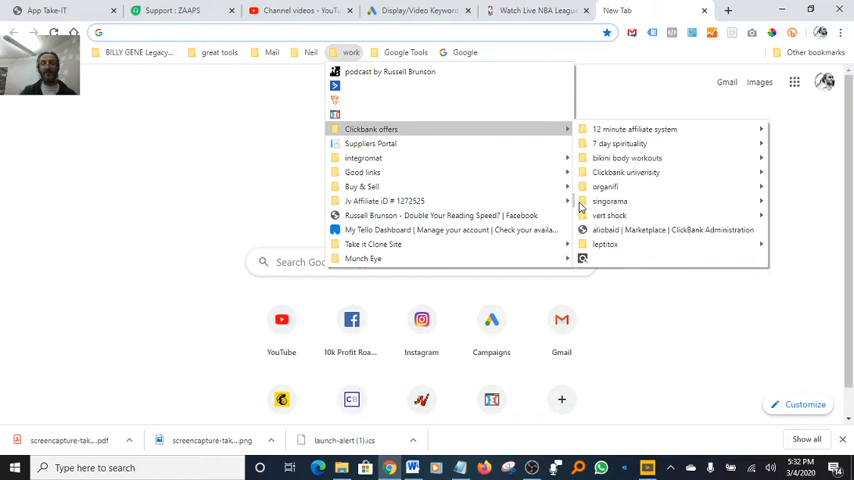 App Take-IT
Support : ZAAPS
Channel videos - YouTu
Display/Video Keyword
Watch Live NBA League
New Tab
BILLY GENE Legacy...
great tools
Mail
Neil
work
Google Tools
Google
Other bookmarks
podcast by Russell Brunson
Gmail
Images
Clickbank offers
12 minute affiliate system
Suppliers Portal
7 day spirituality
integromat
bikini body workouts
Good links
Clickbank univerisity
Buy & Sell
organifi
Jv Affiliate iD # 1272525
singorama
Russell Brunson - Double Your Reading Speed? | Facebook
vert shock
My Tello Dashboard | Manage your account | Check your availa...
aliobaid | Marketplace | ClickBank Administration
Take it Clone Site
leptitox
Munch Eye
Search Goo
YouTube
10k Profit Roa...
Instagram
Campaigns
Gmail
CB
Customize
screencapture-tak....pdf
screencapture-tak....png
launch-alert (1).ics
Show all
Type here to search
5:32 PM
3/4/2020